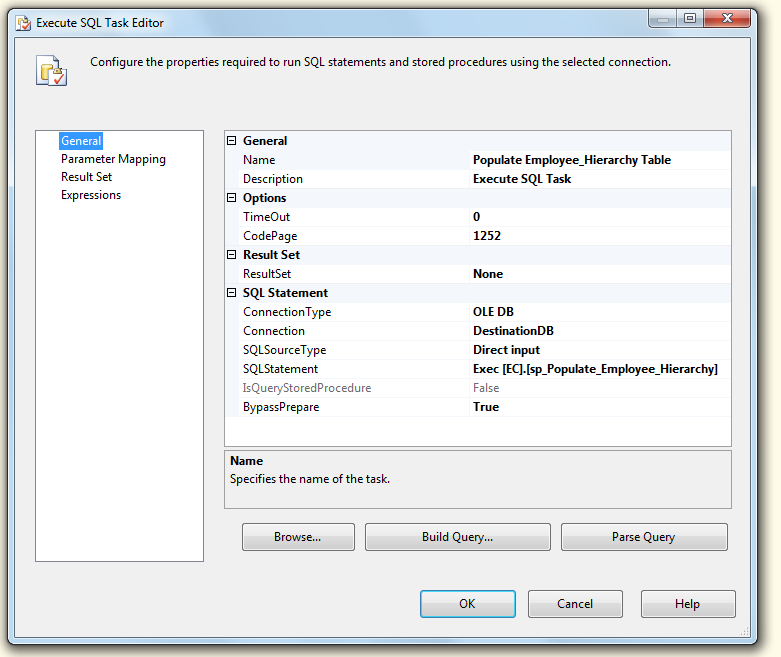 Execute SQL Task Editor
Configure the properties required to run SQL statements and stored procedures using the selected connection.
General
Parameter Mapping
Result Set
Expressions
General
Name Populate Employee_Hierarchy Table
Description Execute SQL Task
Options
TimeOut 0
CodePage 1252
Result Set
ResultSet None
SQL Statement
ConnectionType OLE DB
Connection DestinationDB
SQLSourceType Direct input
SQLStatement Exec [EC].[sp_Populate_Employee_Hierarchy]
IsQueryStoredProcedure False
BypassPrepare True
Name
Specifies the name of the task.
Browse... Build Query... Parse Query
OK Cancel Help